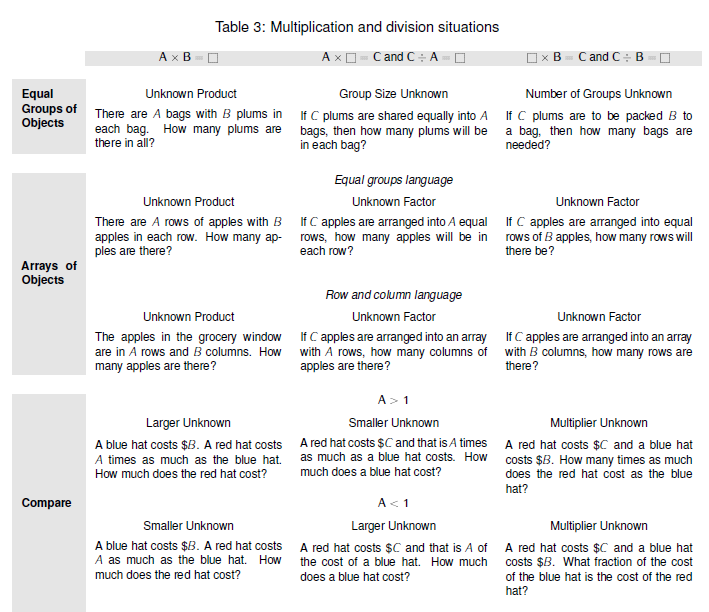 Table 3: Multiplication and division situations
A × B = □
A × □ = C and C ÷ A = □
□ × B = C and C ÷ B = □
Equal
Groups of
Objects
Unknown Product
There are A bags with B plums in
each bag. How many plums are
there in all?
Group Size Unknown
If C plums are shared equally into A
bags, then how many plums will be
in each bag?
Number of Groups Unknown
If C plums are to be packed B to
a bag, then how many bags are
needed?
Arrays of
Objects
Equal groups language
Unknown Product
There are A rows of apples with B
apples in each row. How many ap-
ples are there?
Unknown Factor
If C apples are arranged into A equal
rows, how many apples will be in
each row?
Unknown Factor
If C apples are arranged into equal
rows of B apples, how many rows will
there be?
Row and column language
Unknown Product
The apples in the grocery window
are in A rows and B columns. How
many apples are there?
Unknown Factor
If C apples are arranged into an array
with A rows, how many columns of
apples are there?
Unknown Factor
If C apples are arranged into an array
with B columns, how many rows are
there?
Compare
A > 1
Larger Unknown
A blue hat costs $B. A red hat costs
A times as much as the blue hat.
How much does the red hat cost?
Smaller Unknown
A red hat costs $C and that is A times
as much as a blue hat costs. How
much does a blue hat cost?
Multiplier Unknown
A red hat costs $C and a blue hat
costs $B. How many times as much
does the red hat cost as the blue
hat?
A < 1
Smaller Unknown
A blue hat costs $B. A red hat costs
A as much as the blue hat. How
much does the red hat cost?
Larger Unknown
A red hat costs $C and that is A of
the cost of a blue hat. How much
does a blue hat cost?
Multiplier Unknown
A red hat costs $C and a blue hat
costs $B. What fraction of the cost
of the blue hat is the cost of the red
hat?